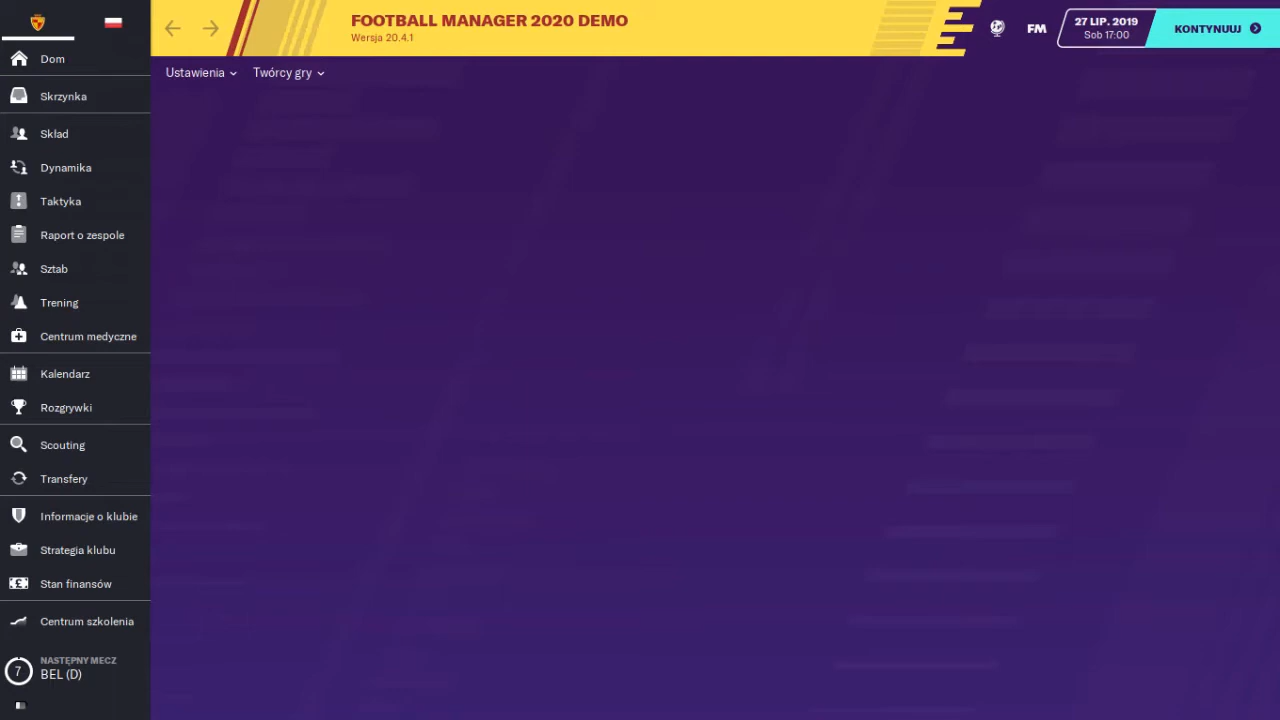 FOOTBALL MANAGER 2020 DEMO
Wersja 20.4.1
FM
27 LIP. 2019
Sob 17:00
KONTYNUUJ
Ustawienia
Twórcy gry
Dom
Skrzynka
Skład
Dynamika
Taktyka
Raport o zespole
Sztab
Trening
Centrum medyczne
Kalendarz
Rozgrywki
Scouting
Transfery
Informacje o klubie
Strategia klubu
Stan finansów
Centrum szkolenia
7
NASTĘPNY MECZ
BEL (D)